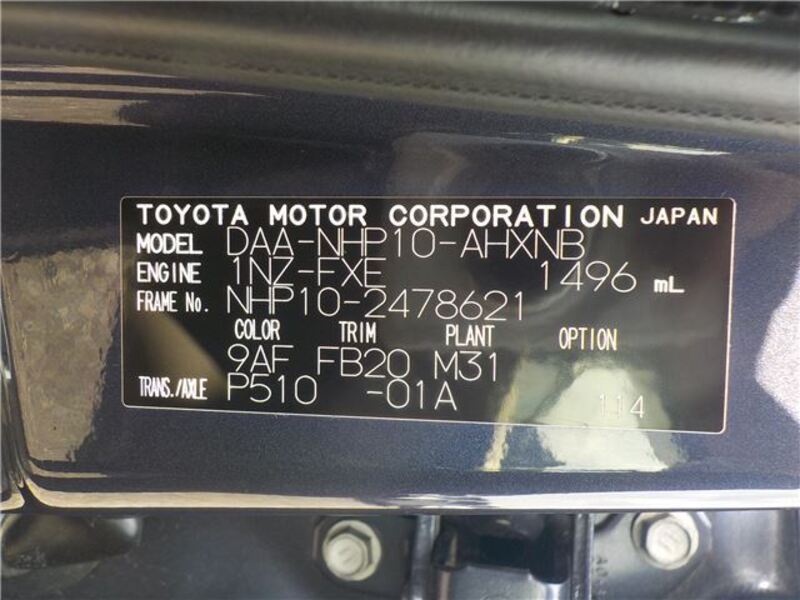 TOYOTA MOTOR CORPORATION JAPAN
MODEL DAA-NHP10-AHXNB
ENGINE 1NZ-FXE 1496 mL
FRAME No. NHP10-2478621
COLOR TRIM PLANT OPTION
9AF FB20 M31
TRANS./AXLE P510 -01A 114